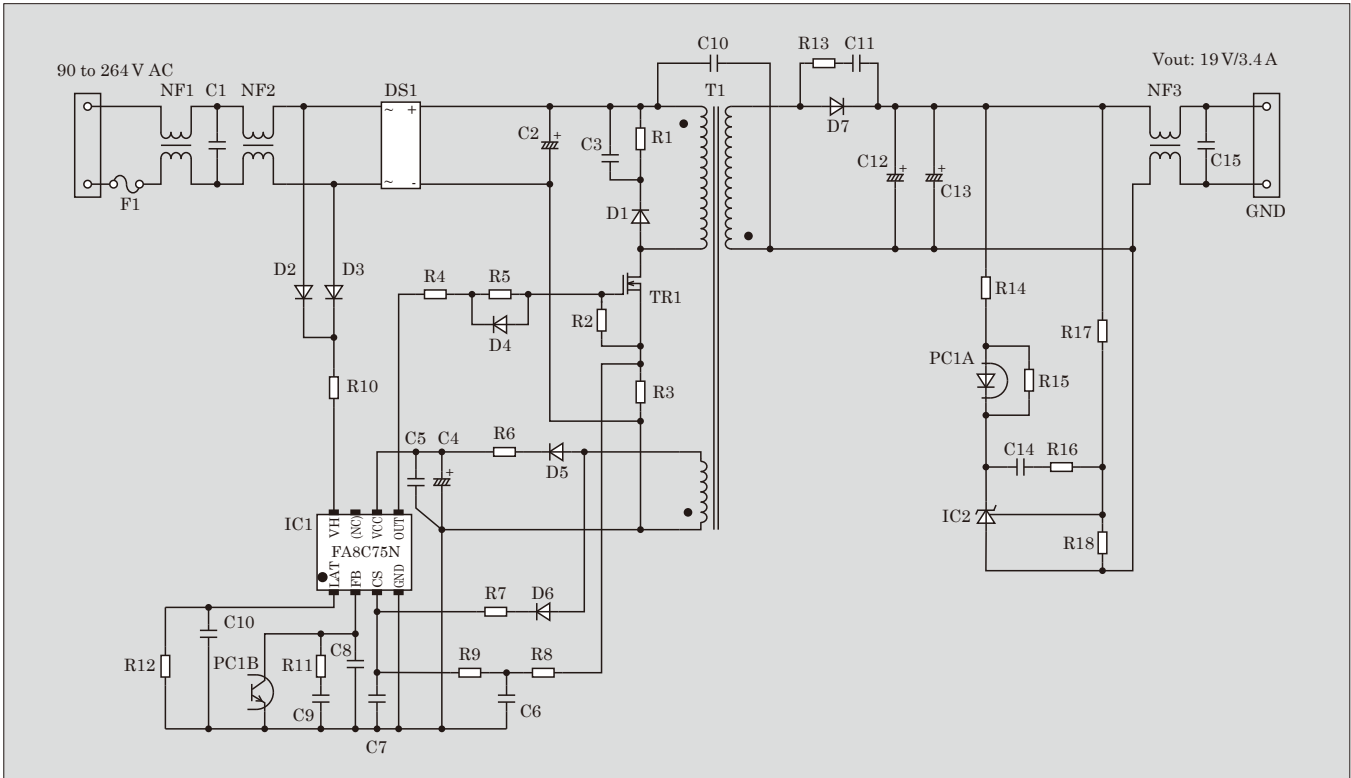 90 to 264 V AC
NF1
C1
NF2
DS1
C10
R13
C11
Vout: 19 V/3.4 A
T1
NF3
~
+
~
-
F1
C2
+
C3
R1
D1
D7
C12
+
+
C13
C15
GND
D2
D3
R4
R5
D4
R2
TR1
R14
R17
PC1A
R15
R10
R3
C5
C4
+
R6
D5
C14
R16
IC1
VH
(NC)
VCC
OUT
FA8C75N
LAT
FB
CS
GND
IC2
R18
R7
D6
C10
R12
PC1B
R11
C8
R9
R8
C9
C6
C7